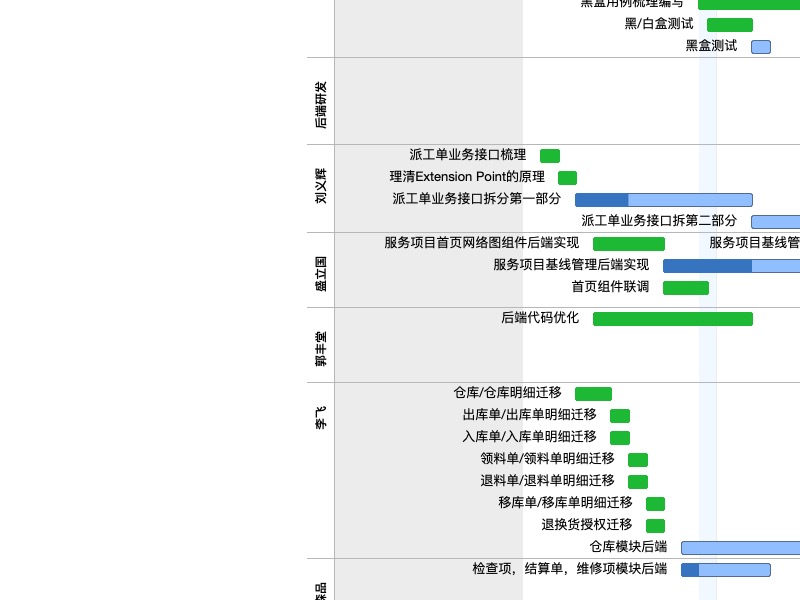 黑盒用例梳理编写
黑/白盒测试
黑盒测试
后端研发
刘义辉
派工单业务接口梳理
理清Extension Point的原理
派工单业务接口拆分第一部分
派工单业务接口拆第二部分
盛立国
服务项目首页网络图组件后端实现
服务项目基线管
服务项目基线管理后端实现
首页组件联调
郭丰堂
后端代码优化
李飞
仓库/仓库明细迁移
出库单/出库单明细迁移
入库单/入库单明细迁移
领料单/领料单明细迁移
退料单/退料单明细迁移
移库单/移库单明细迁移
退换货授权迁移
仓库模块后端
检查项，结算单，维修项模块后端
品